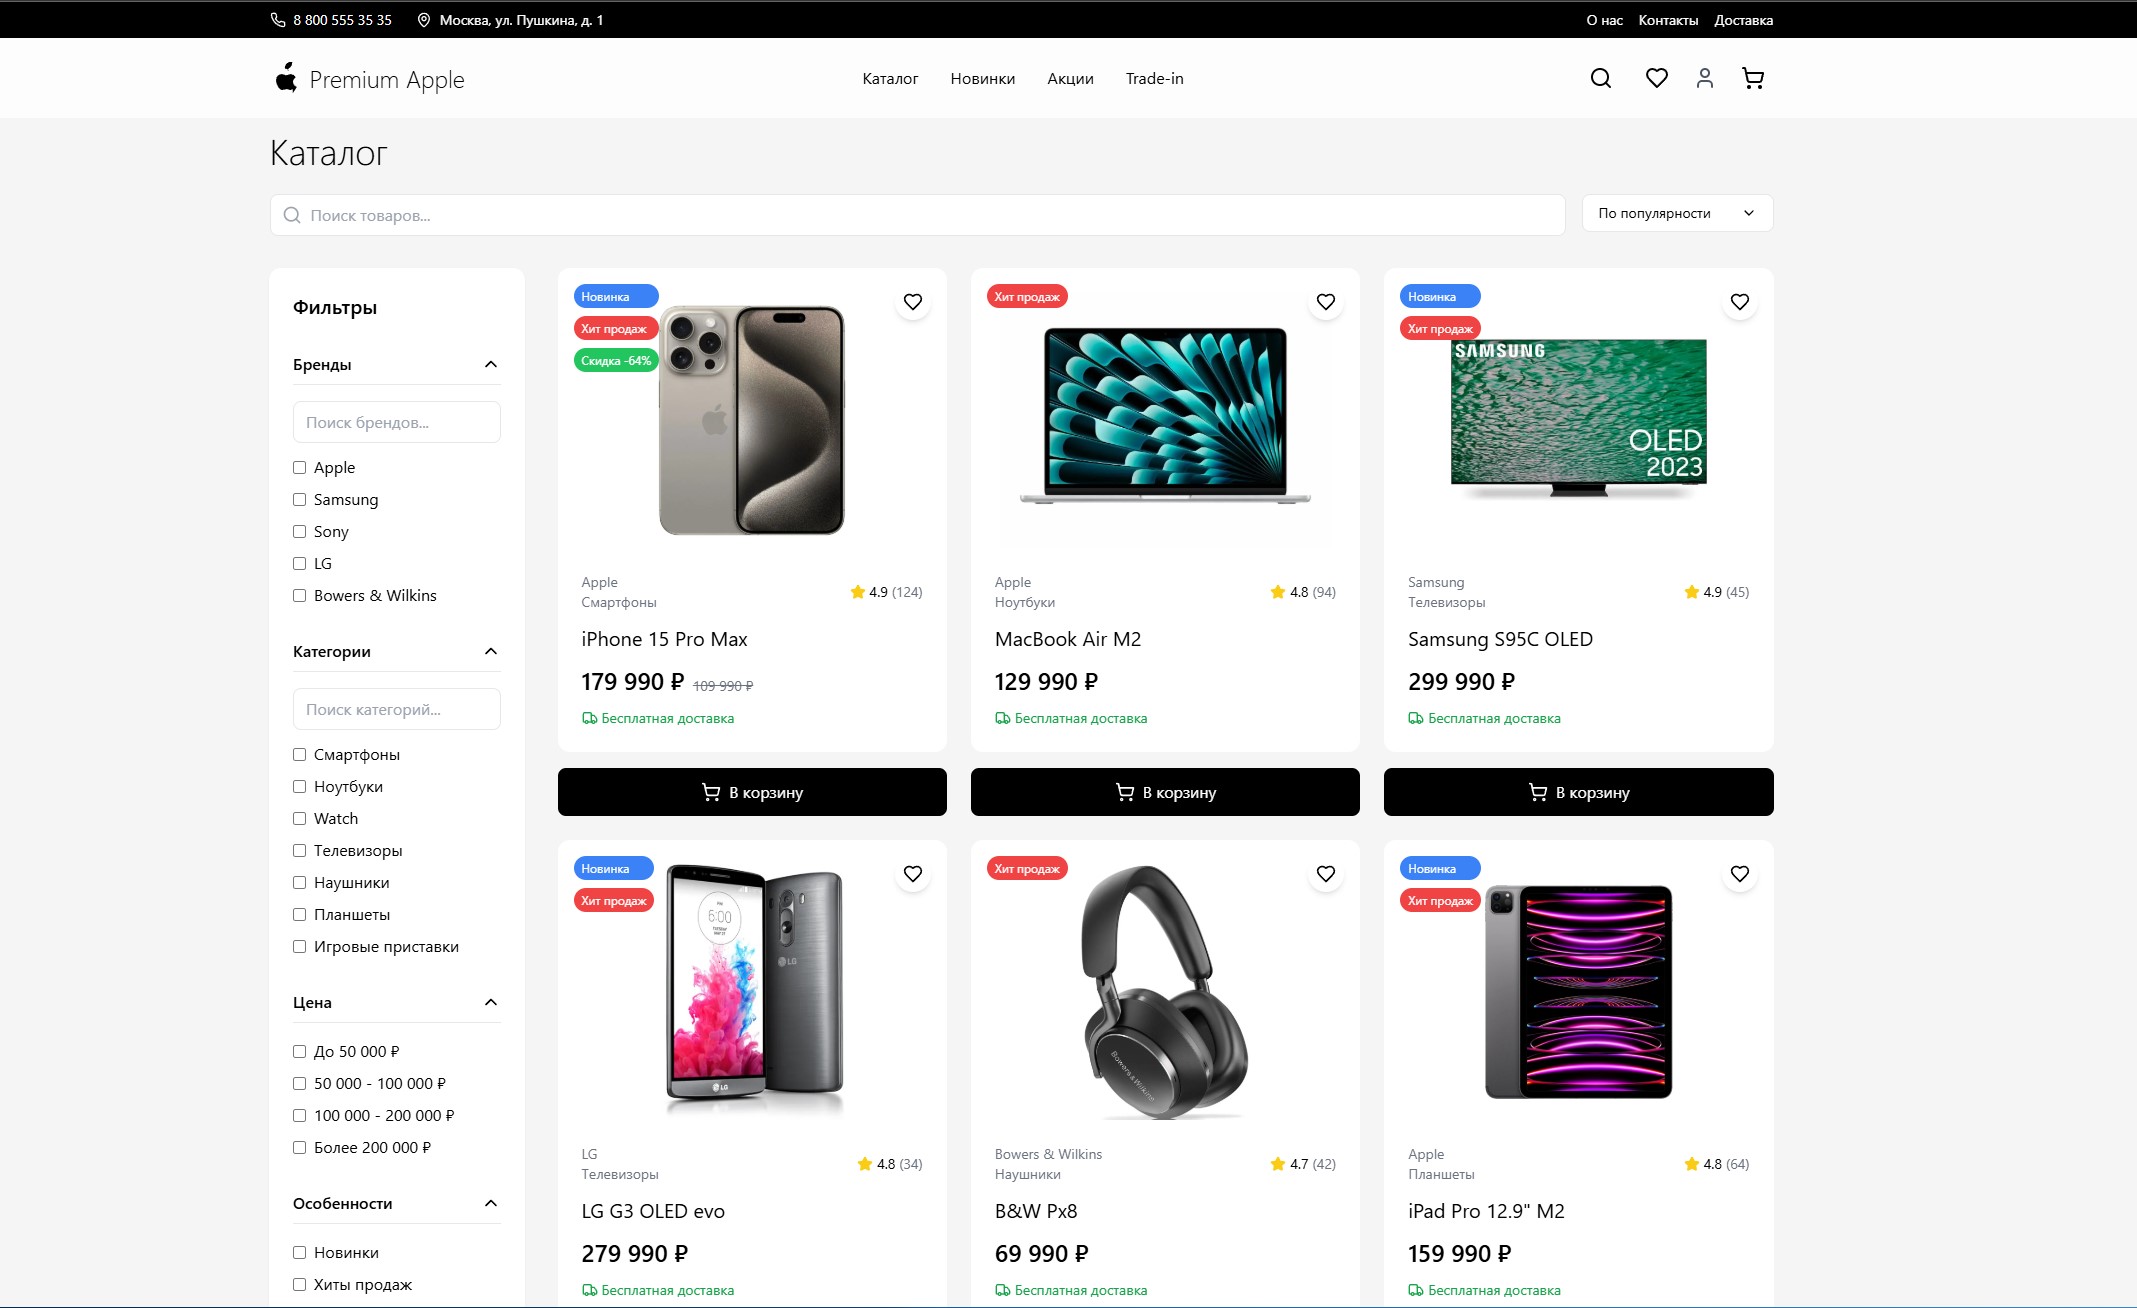 8 800 555 35 35
Москва, ул. Пушкина, д. 1
О нас
Контакты
Доставка
Premium Apple
Каталог
Новинки
Акции
Trade-in
Каталог
Поиск товаров...
По популярности
Фильтры
Бренды
Поиск брендов...
Apple
Samsung
Sony
LG
Bowers & Wilkins
Категории
Поиск категорий...
Смартфоны
Ноутбуки
Watch
Телевизоры
Наушники
Планшеты
Игровые приставки
Цена
До 50 000 ₽
50 000 - 100 000 ₽
100 000 - 200 000 ₽
Более 200 000 ₽
Особенности
Новинки
Хиты продаж
Новинка
Хит продаж
Скидка -64%
Apple
Смартфоны
4.9 (124)
iPhone 15 Pro Max
179 990 ₽ 109 990 ₽
Бесплатная доставка
В корзину
Хит продаж
Apple
Ноутбуки
4.8 (94)
MacBook Air M2
129 990 ₽
Бесплатная доставка
В корзину
Новинка
Хит продаж
SAMSUNG
OLED
2023
Samsung
Телевизоры
4.9 (45)
Samsung S95C OLED
299 990 ₽
Бесплатная доставка
В корзину
Новинка
Хит продаж
6:00
LG
LG
LG
Телевизоры
4.8 (34)
LG G3 OLED evo
279 990 ₽
Бесплатная доставка
Хит продаж
Bowers & Wilkins
Bowers & Wilkins
Наушники
4.7 (42)
B&W Px8
69 990 ₽
Бесплатная доставка
Новинка
Хит продаж
Apple
Планшеты
4.8 (64)
iPad Pro 12.9" M2
159 990 ₽
Бесплатная доставка